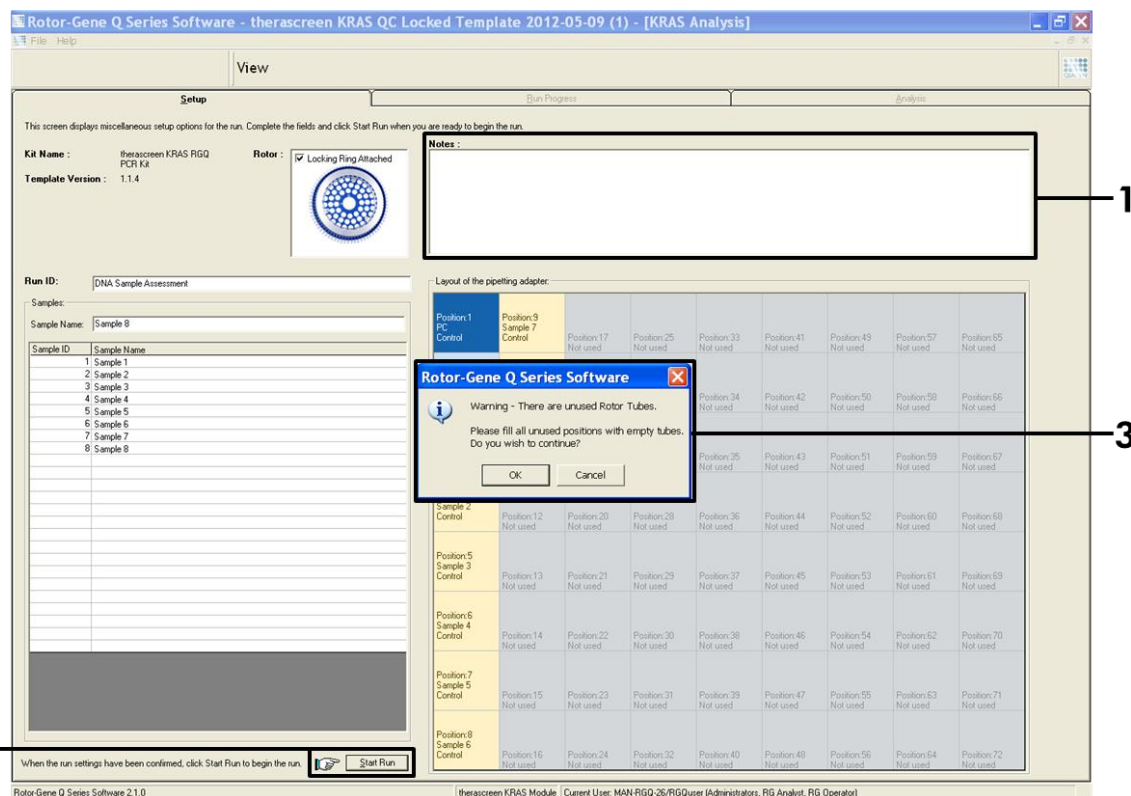 Rotor-Gene Q Series Software - therascreen KRAS QC Locked Template 2012-05-09 (1) - [KRAS Analysis]
File Help
View
Setup
Run Progress
Analysis
This screen displays miscellaneous setup options for the run. Complete the fields and click Start Run when you are ready to begin the run.
Kit Name : therascreen KRAS RGQ
PCR Kit
Template Version : 1.1.4
Rotor :
Locking Ring Attached
Notes :
1
Run ID: DNA Sample Assessment
Samples:
Sample Name: Sample 8
Sample ID Sample Name
1 Sample 1
2 Sample 2
3 Sample 3
4 Sample 4
5 Sample 5
6 Sample 6
7 Sample 7
8 Sample 8
Layout of the pipetting adapter:
Position:1
PC
Control
Position:9
Sample 7
Control
Position:17
Not used
Position:25
Not used
Position:33
Not used
Position:41
Not used
Position:49
Not used
Position:57
Not used
Position:65
Not used
Rotor-Gene Q Series Software
Warning - There are unused Rotor Tubes.
Please fill all unused positions with empty tubes.
Do you wish to continue?
OK Cancel
3
Position:34
Not used
Position:42
Not used
Position:50
Not used
Position:58
Not used
Position:66
Not used
Position:35
Not used
Position:43
Not used
Position:51
Not used
Position:59
Not used
Position:67
Not used
Sample 2
Control
Position:12
Not used
Position:20
Not used
Position:28
Not used
Position:36
Not used
Position:44
Not used
Position:52
Not used
Position:60
Not used
Position:68
Not used
Position:5
Sample 3
Control
Position:13
Not used
Position:21
Not used
Position:29
Not used
Position:37
Not used
Position:45
Not used
Position:53
Not used
Position:61
Not used
Position:69
Not used
Position:6
Sample 4
Control
Position:14
Not used
Position:22
Not used
Position:30
Not used
Position:38
Not used
Position:46
Not used
Position:54
Not used
Position:62
Not used
Position:70
Not used
Position:7
Sample 5
Control
Position:15
Not used
Position:23
Not used
Position:31
Not used
Position:39
Not used
Position:47
Not used
Position:55
Not used
Position:63
Not used
Position:71
Not used
Position:8
Sample 6
Control
Position:16
Not used
Position:24
Not used
Position:32
Not used
Position:40
Not used
Position:48
Not used
Position:56
Not used
Position:64
Not used
Position:72
Not used
When the run settings have been confirmed, click Start Run to begin the run.
Start Run
Rotor-Gene Q Series Software 2.1.0
therascreen KRAS Module
Current User: MAN-RGQ-26/RGQuser (Administrators, RG Analyst, RG Operator)